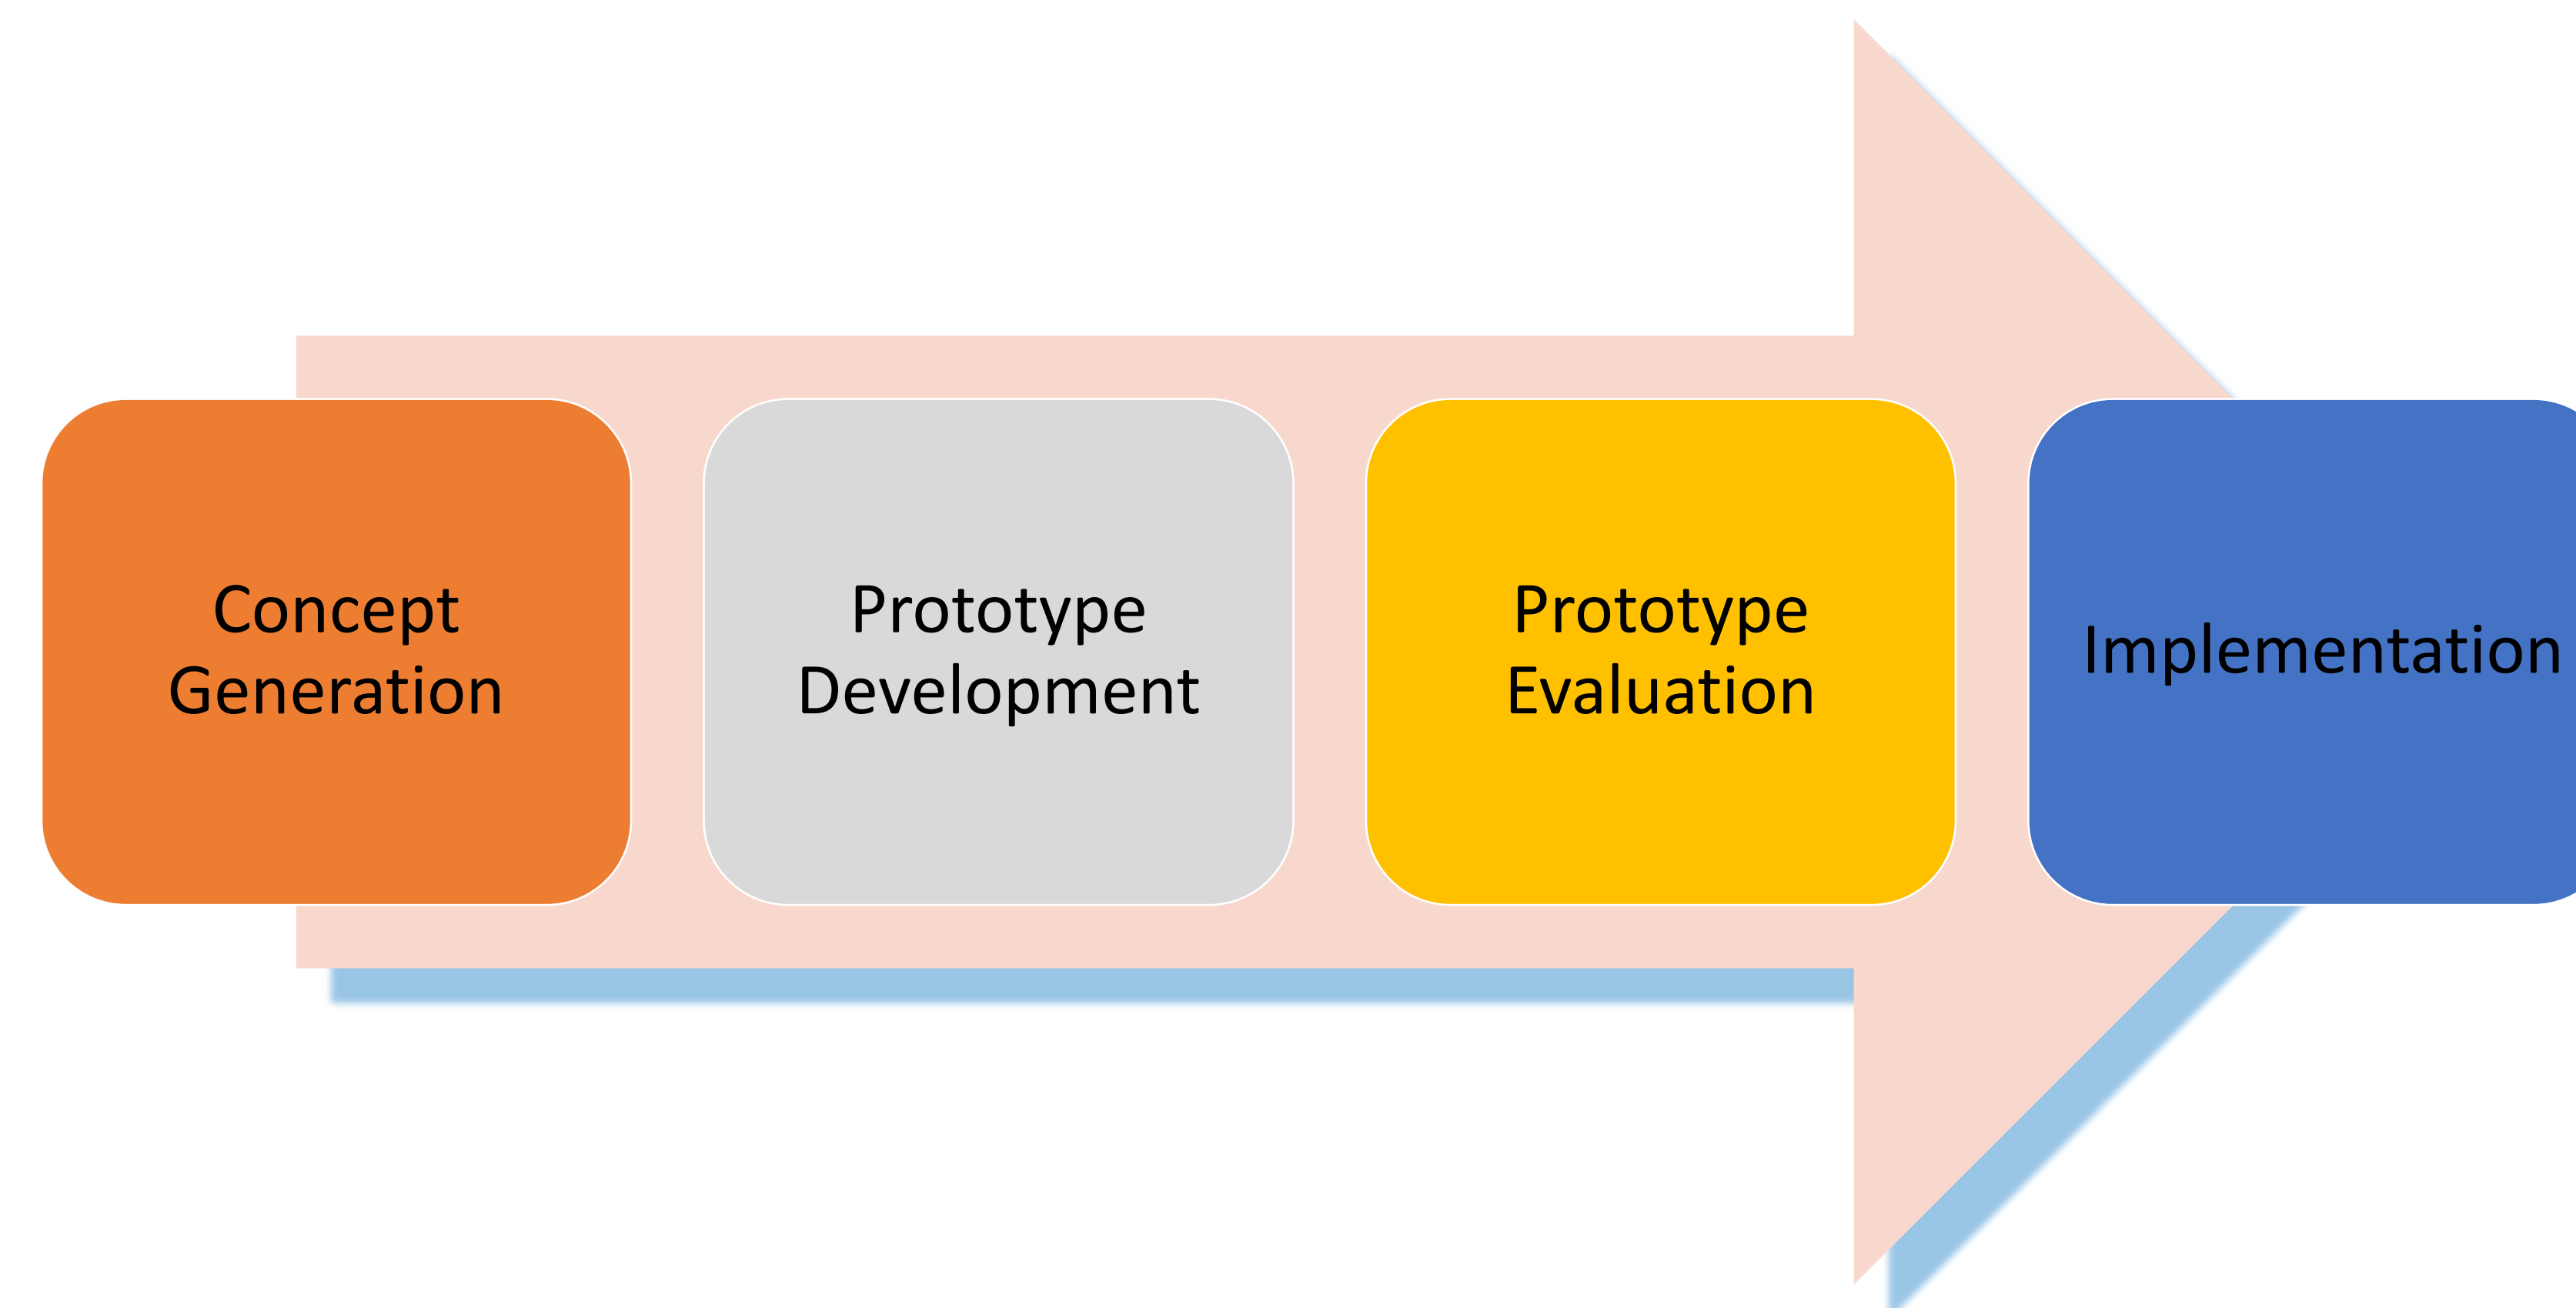 Concept
Generation
Prototype
Development
Prototype
Evaluation
Implementation